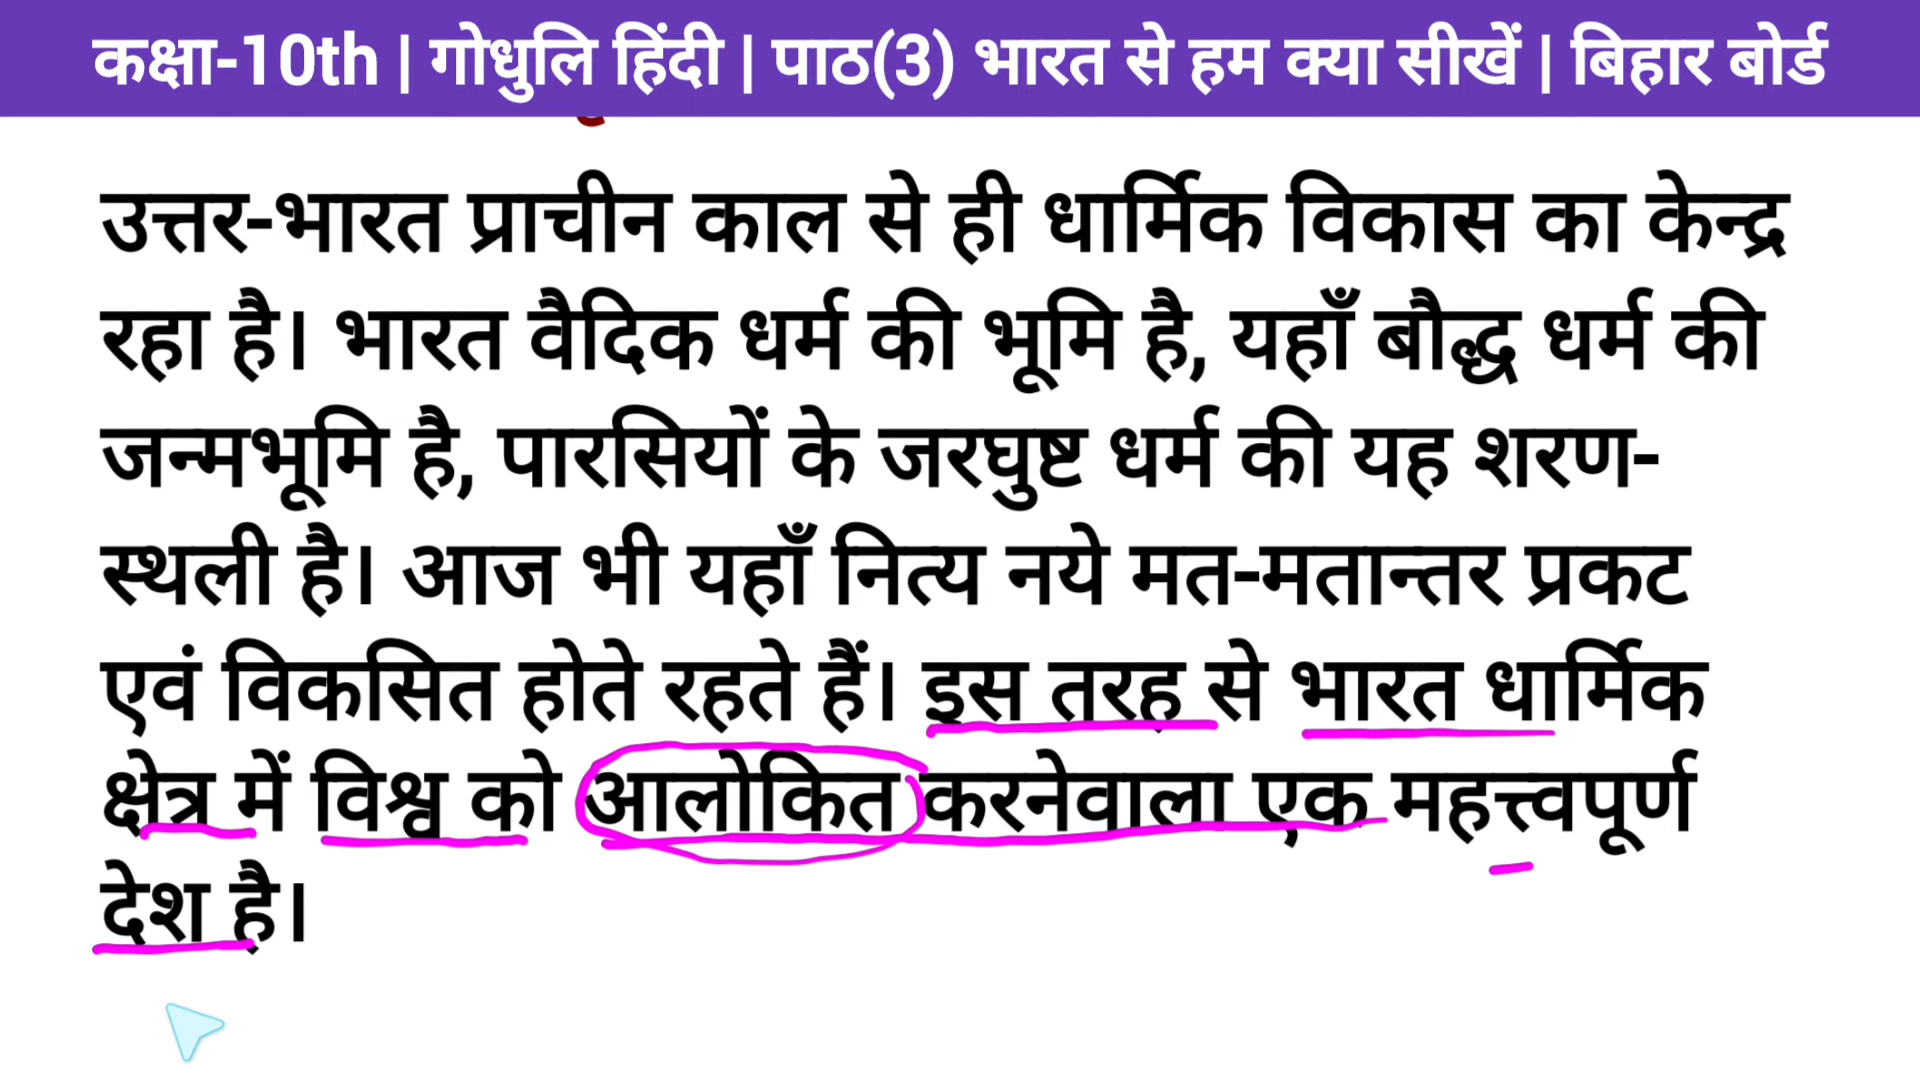 कक्षा-10th | गोधुलि हिंदी | पाठ(3) भारत से हम क्या सीखें | बिहार बोर्ड
उत्तर-भारत प्राचीन काल से ही धार्मिक विकास का केन्द्र
रहा है। भारत वैदिक धर्म की भूमि है, यहाँ बौद्ध धर्म की
जन्मभूमि है, पारसियों के जरघुष्ट धर्म की यह शरण-
स्थली है। आज भी यहाँ नित्य नये मत-मतान्तर प्रकट
एवं विकसित होते रहते हैं। इस तरह से भारत धार्मिक
क्षेत्र में विश्व को आलोकित करनेवाला एक महत्त्वपूर्ण
देश है।